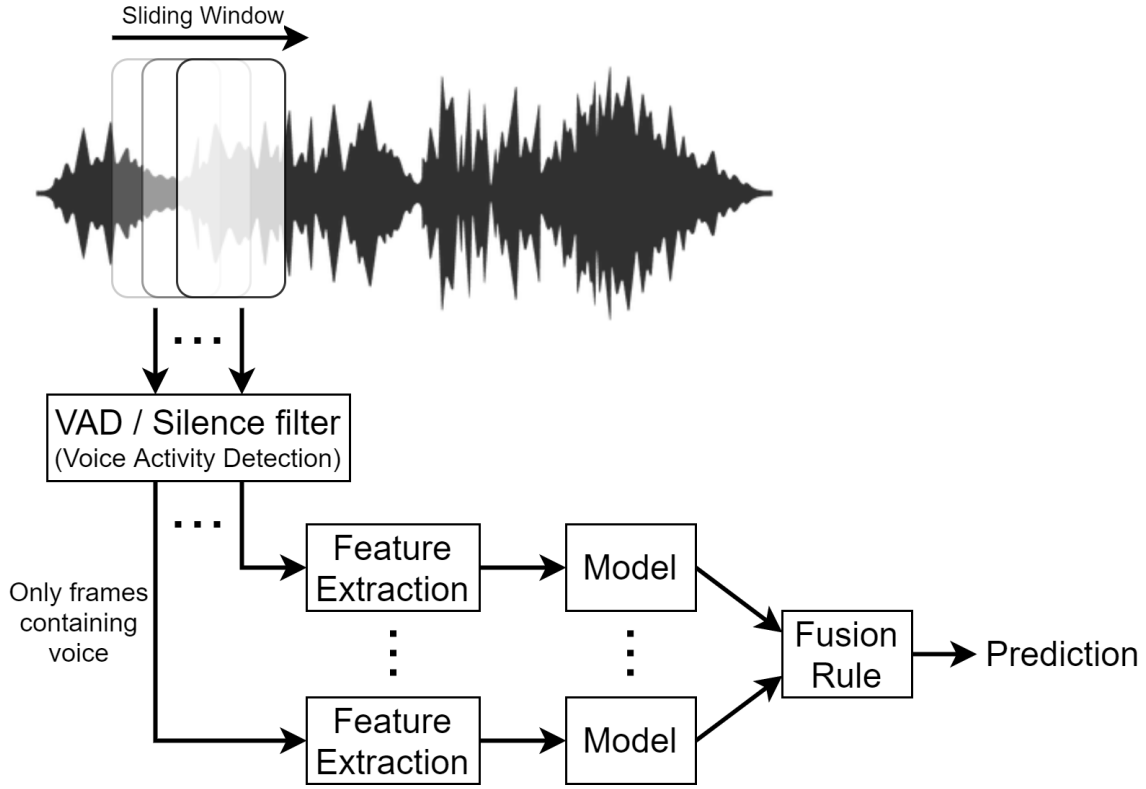 Sliding Window
VAD / Silence filter
(Voice Activity Detection)
Only frames
containing
voice
Feature
Extraction
Model
Fusion
Rule
Prediction
Feature
Extraction
Model